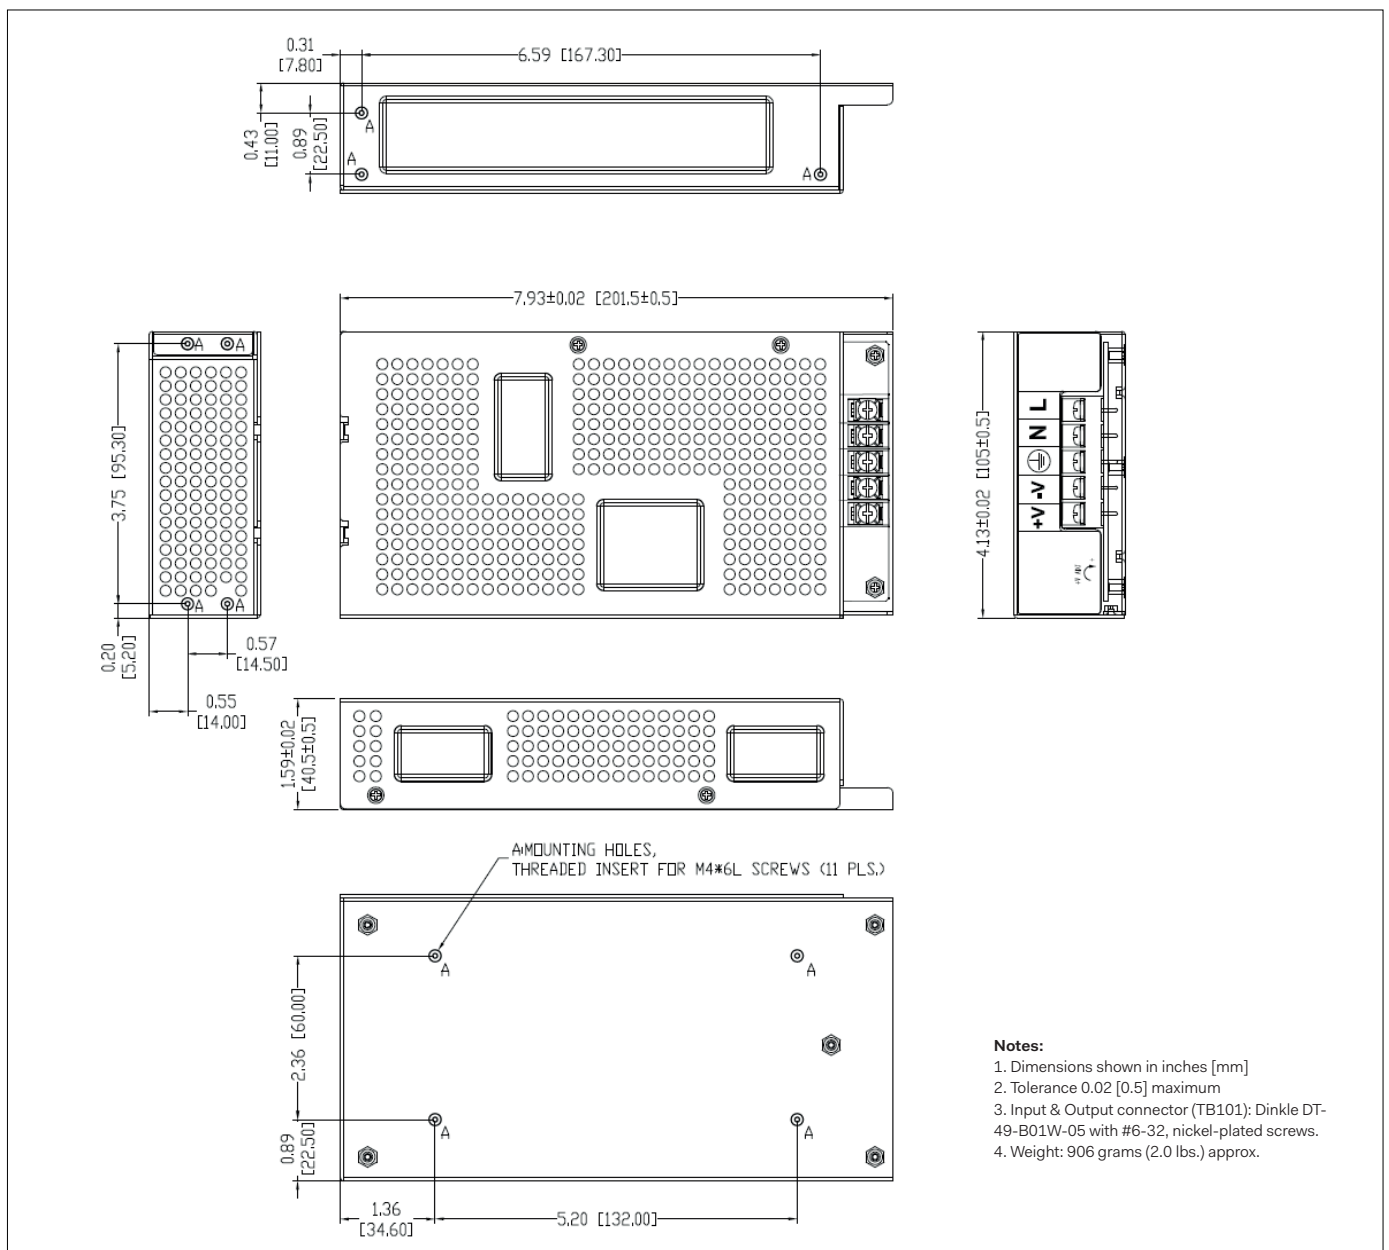 0.31
[7.80]
6.59 [167.30]
0.43
[11.00]
0.89
[22.50]
A
A
A
7.93±0.02 [201.5±0.5]
A
A
3.75 [95.30]
A
A
0.20
[5.20]
0.57
[14.50]
0.55
[14.00]
L
N
-V
+V
4.13±0.02 [105±0.5]
1.59±0.02
[40.5±0.5]
A:MOUNTING HOLES,
THREADED INSERT FOR M4*6L SCREWS (11 PLS.)
A
A
2.36 [60.00]
A
A
0.89
[22.50]
1.36
[34.60]
5.20 [132.00]
Notes:
1. Dimensions shown in inches [mm]
2. Tolerance 0.02 [0.5] maximum
3. Input & Output connector (TB101): Dinkle DT-
49-B01W-05 with #6-32, nickel-plated screws.
4. Weight: 906 grams (2.0 lbs.) approx.